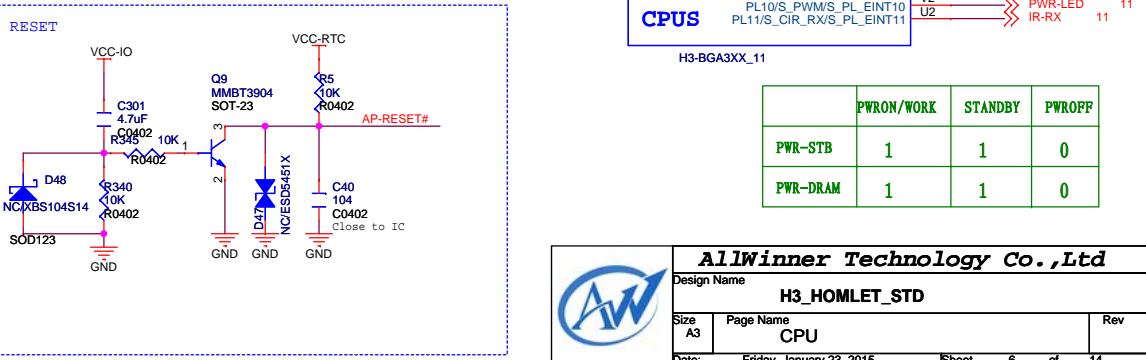 RESET
VCC-IO
C301
4.7uF
C0402
R345 10K
R0402
1
D48
NC/XBS104S14
SOD123
R340
10K
R0402
GND
Q9
MMBT3904
SOT-23
3
2
GND
D47
NC/ESD5451X
GND
VCC-RTC
R5
10K
R0402
AP-RESET#
C40
104
C0402
Close to IC
GND
CPUS
PL10/S_PWM/S_PL_EINT10
PL11/S_CIR_RX/S_PL_EINT11
V2
U2
PWR-LED 11
IR-RX 11
H3-BGA3XX_11
PWRON/WORK STANDBY PWROFF
PWR-STB 1 1 0
PWR-DRAM 1 1 0
AW
AllWinner Technology Co.,Ltd
Design Name
H3_HOMLET_STD
Size
A3
Page Name
CPU
Rev
Date: Friday, January 23, 2015 Sheet 6 of 14